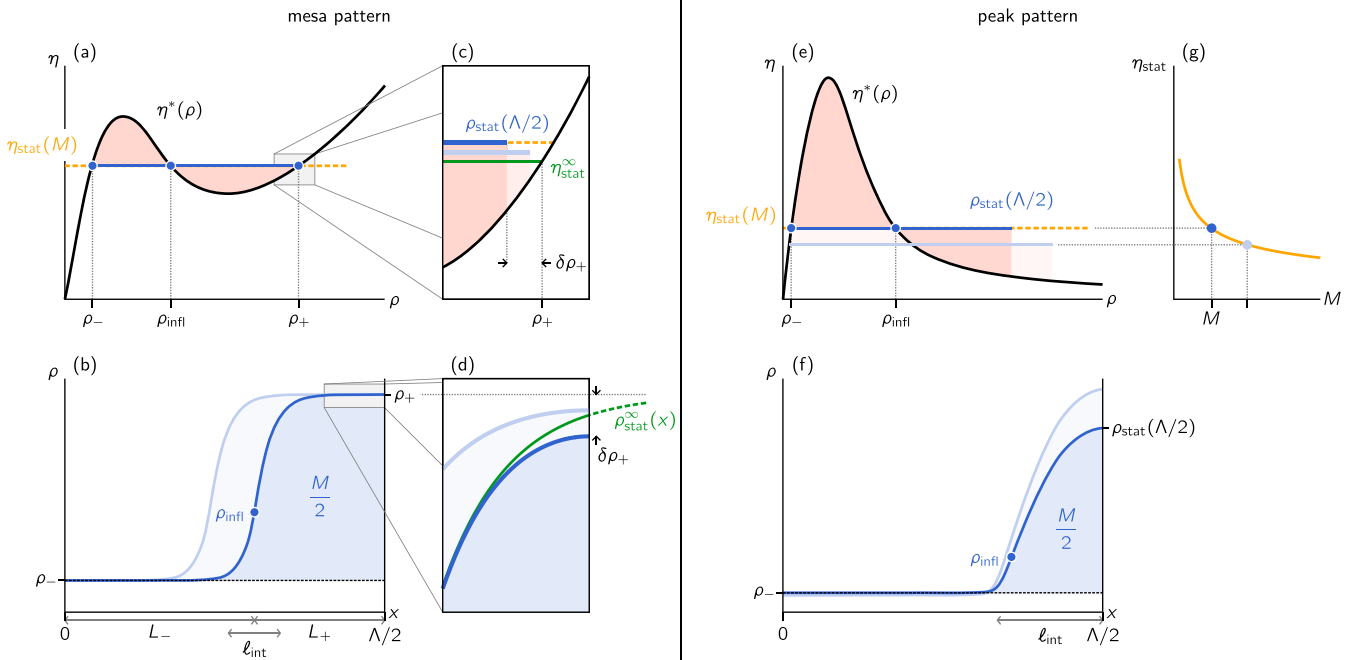 mesa pattern
peak pattern
(a)
η
η*(ρ)
ηstat(M)
ρ
ρ−
ρinfl
ρ+
(c)
ρstat(Λ/2)
η∞stat
δρ+
ρ+
(b)
ρ
ρ+
ρinfl
M/2
ρ−
x
0
L−
ℓint
L+
Λ/2
(d)
ρ∞stat(x)
δρ+
(e)
η
η*(ρ)
ρstat(Λ/2)
ηstat(M)
ρ
ρ−
ρinfl
(g)
ηstat
M
M
(f)
ρ
ρstat(Λ/2)
M/2
ρinfl
ρ−
x
0
ℓint
Λ/2